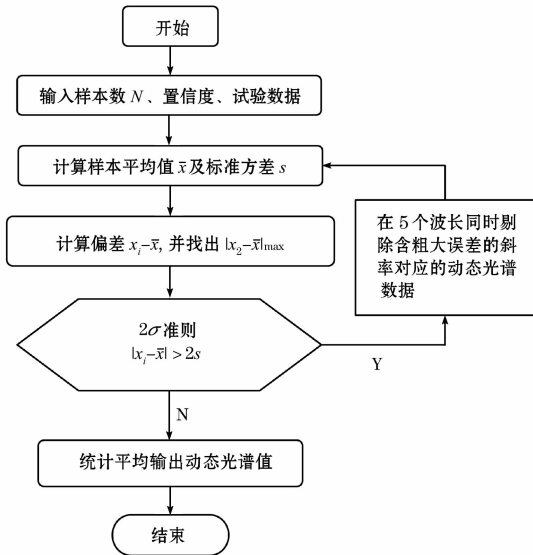 开始
输入样本数 N 、置信度、试验数据
计算样本平均值 x̄ 及标准方差 s
计算偏差 xᵢ-x̄, 并找出 |x₂-x̄|max
在 5 个波长同时剔
除含粗大误差的斜
率对应的动态光谱
数据
2σ 准则
|xᵢ-x̄| > 2s
Y
N
统计平均输出动态光谱值
结束